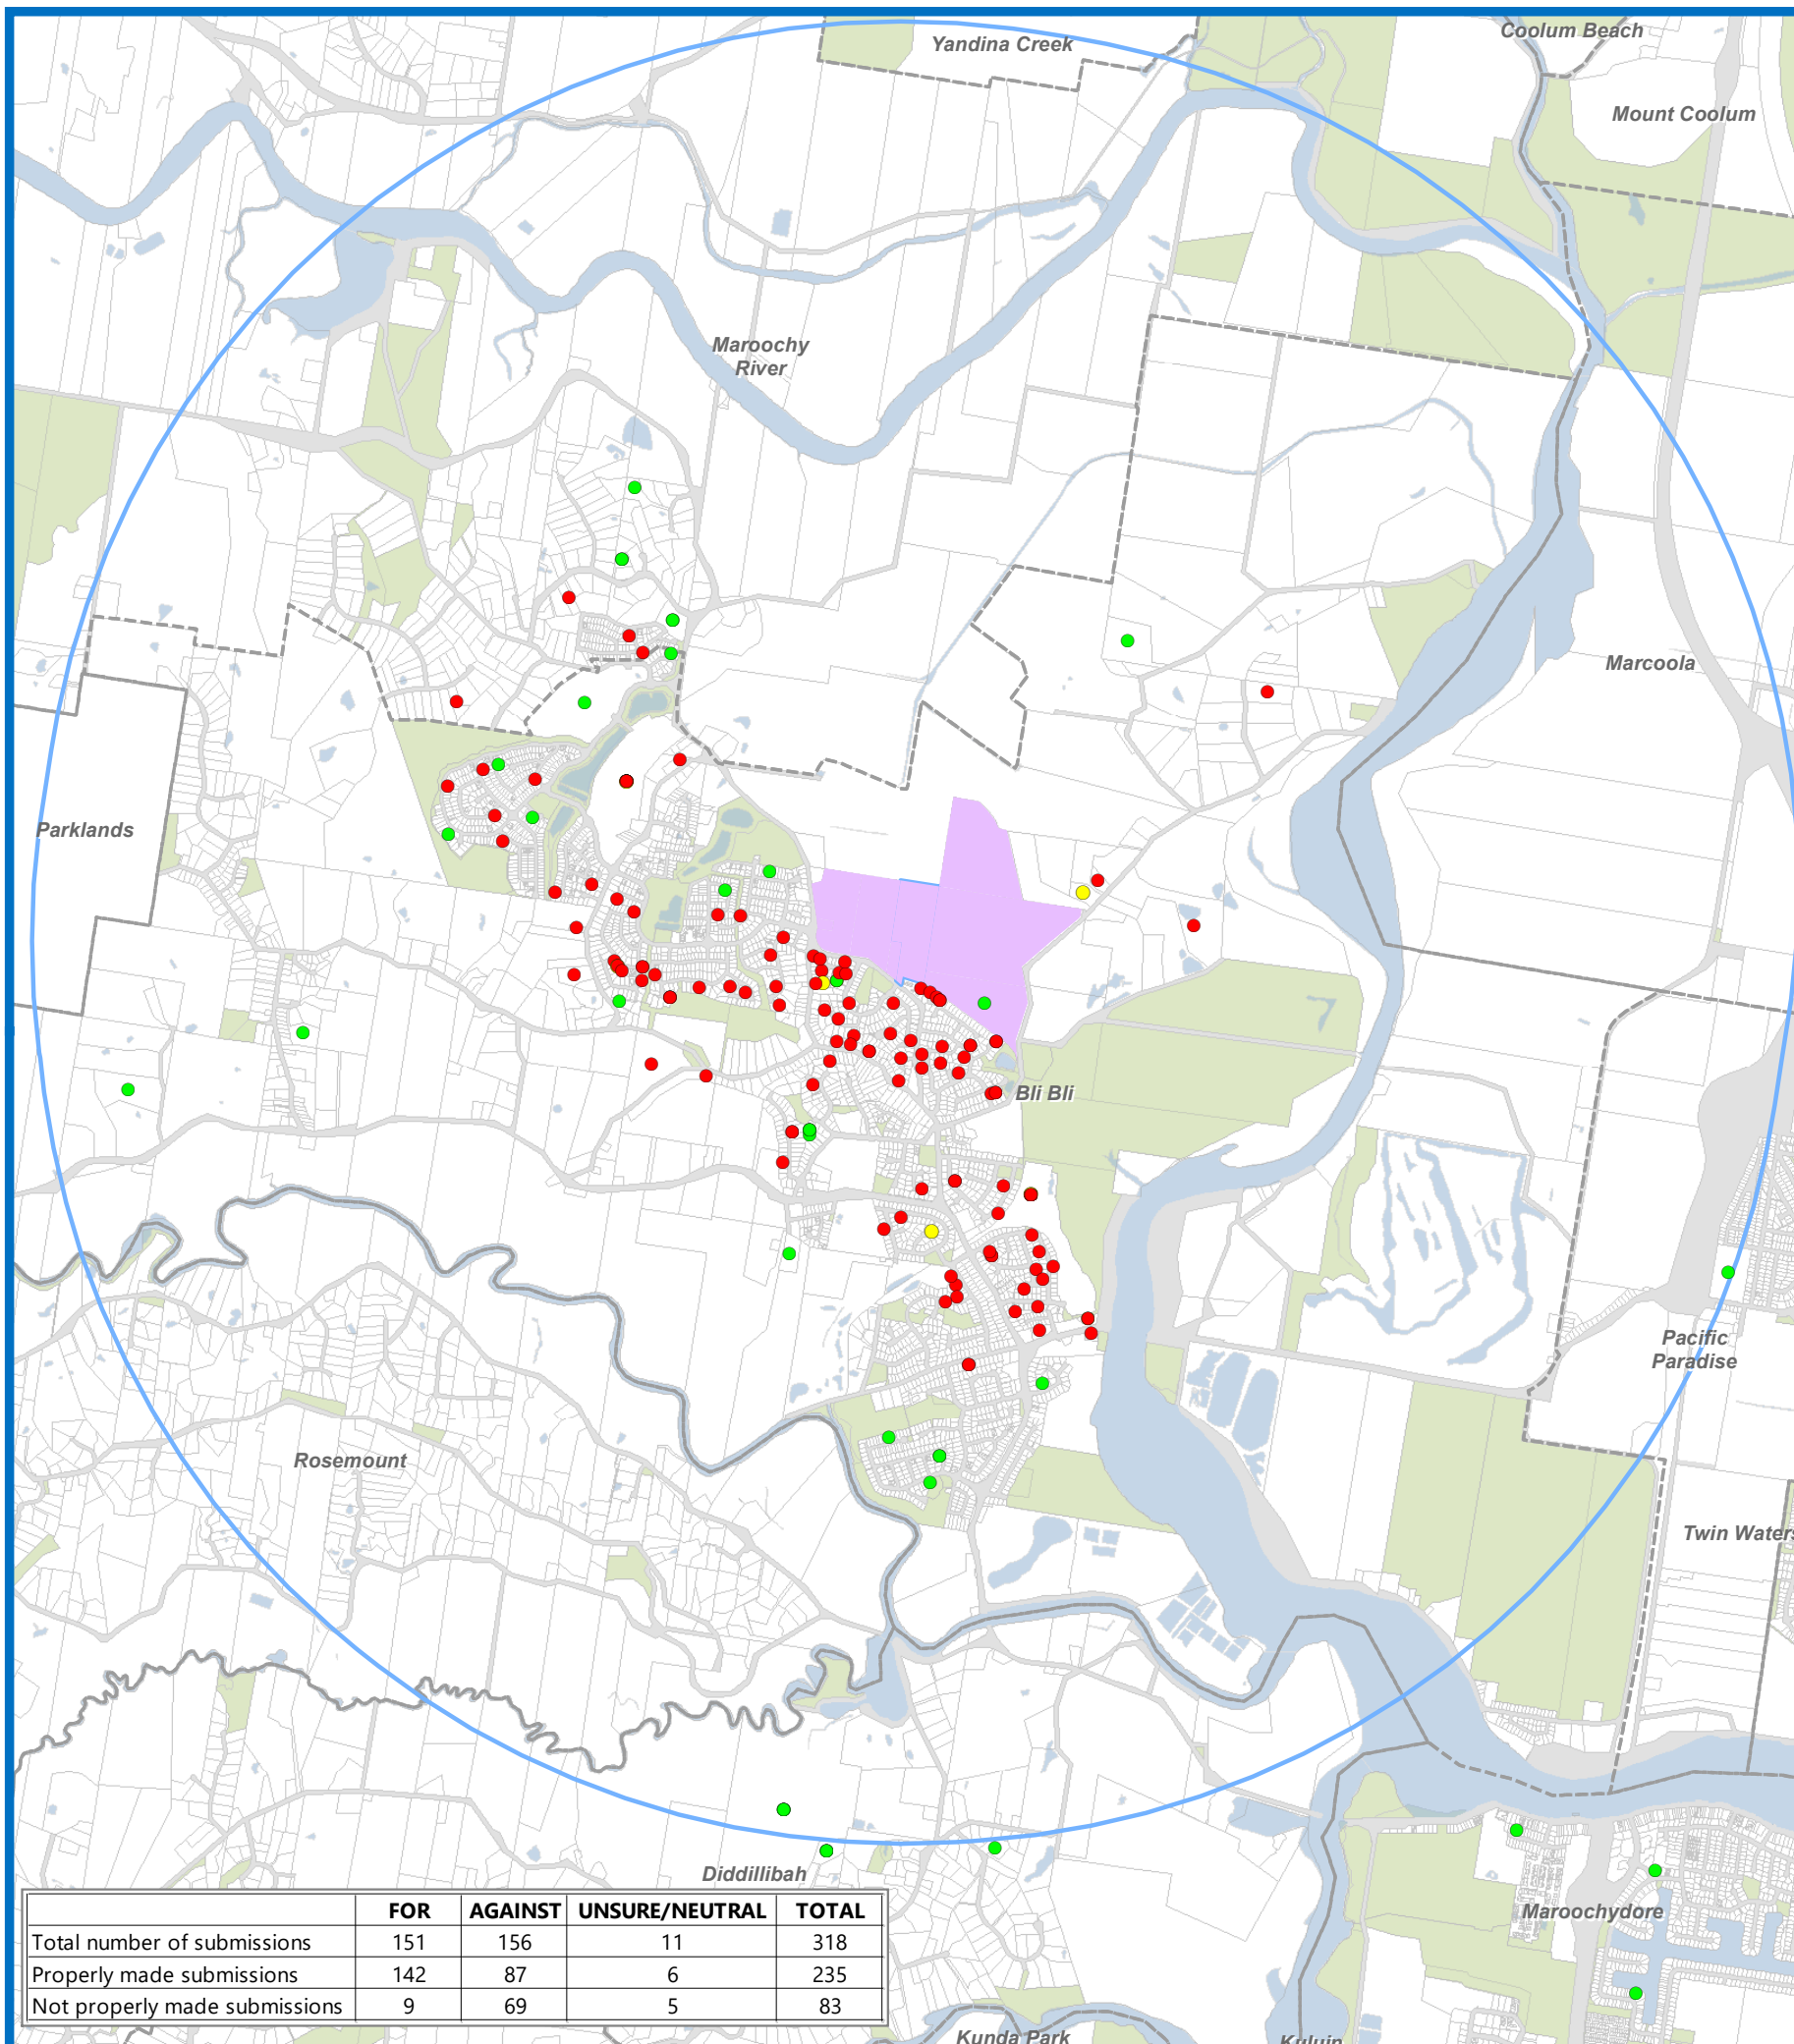 Yandina Creek
Coolum Beach
Mount Coolum
Maroochy
River
Marcoola
Parklands
Bli Bli
Pacific
Paradise
Rosemount
Twin Waters
Diddillibah
Maroochydore
FOR AGAINST UNSURE/NEUTRAL TOTAL
Total number of submissions 151 156 11 318
Properly made submissions 142 87 6 235
Not properly made submissions 9 69 5 83
Kunda Park
Kuluin